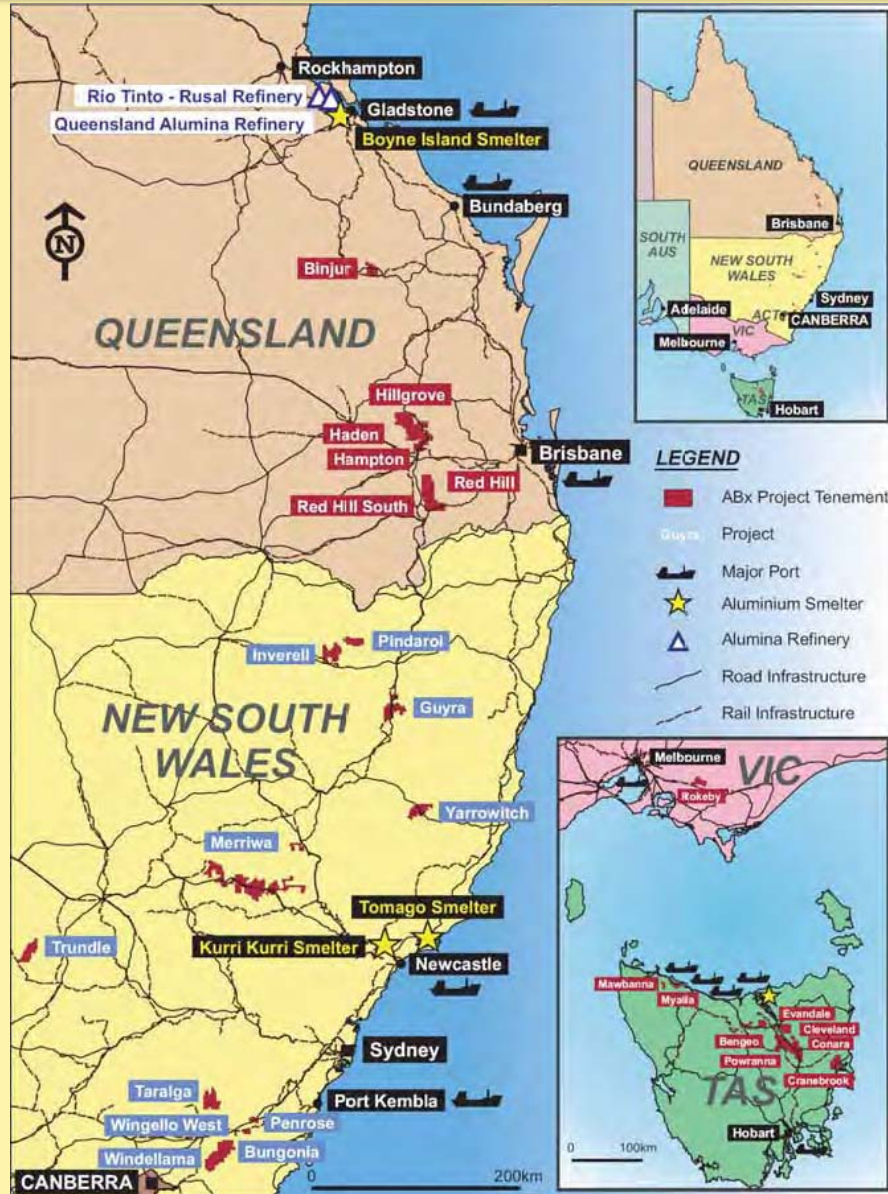 Rockhampton
Rio Tinto - Rusal Refinery
Gladstone
Queensland Alumina Refinery
Boyne Island Smelter
N
Bundaberg
Binjur
QUEENSLAND
Hillgrove
Haden
Hampton
Brisbane
Red Hill
Red Hill South
Pindaroi
Inverell
Guyra
NEW SOUTH
WALES
Yarrowitch
Merriwa
Tomago Smelter
Trundle
Kurri Kurri Smelter
Newcastle
Sydney
Taralga
Port Kembla
Wingello West
Penrose
Windellama
Bungonia
CANBERRA
0
200km
QUEENSLAND
Brisbane
SOUTH
AUS
NEW SOUTH
WALES
Sydney
Adelaide
ACT
CANBERRA
VIC
Melbourne
TAS
Hobart
LEGEND
ABx Project Tenement
Guyra
Project
Major Port
Aluminium Smelter
Alumina Refinery
Road Infrastructure
Rail Infrastructure
Melbourne
VIC
Rokeby
Mawbanna
Myalla
Evandale
Cleveland
Bengeo
Conara
Powranna
Cranebrook
TAS
Hobart
0
100km